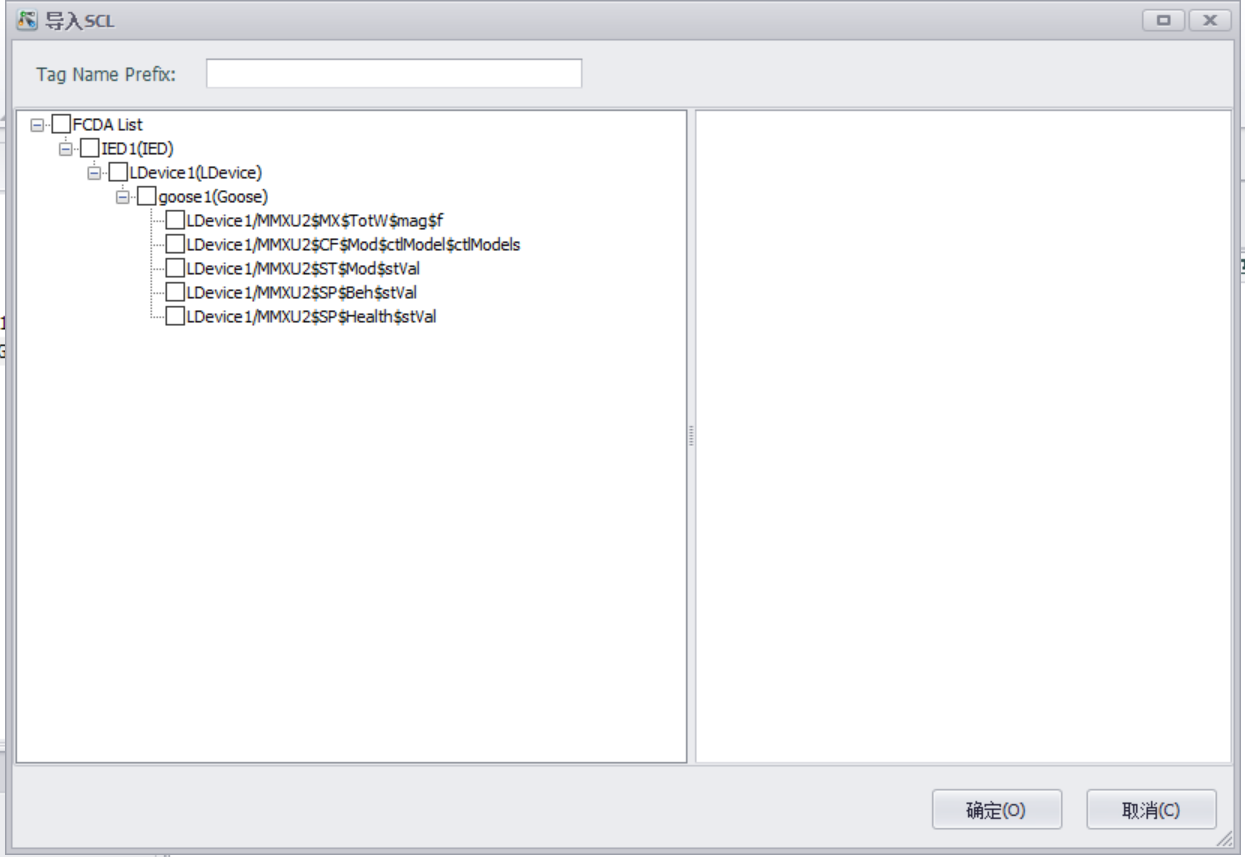 导入SCL
Tag Name Prefix:
FCDA List
IED1(IED)
LDevice1(LDevice)
goose1(Goose)
LDevice1/MMXU2$MX$TotW$mag$f
LDevice1/MMXU2$CF$Mod$ctlModel$ctlModels
LDevice1/MMXU2$ST$Mod$stVal
LDevice1/MMXU2$SP$Beh$stVal
LDevice1/MMXU2$SP$Health$stVal
确定(O)
取消(C)